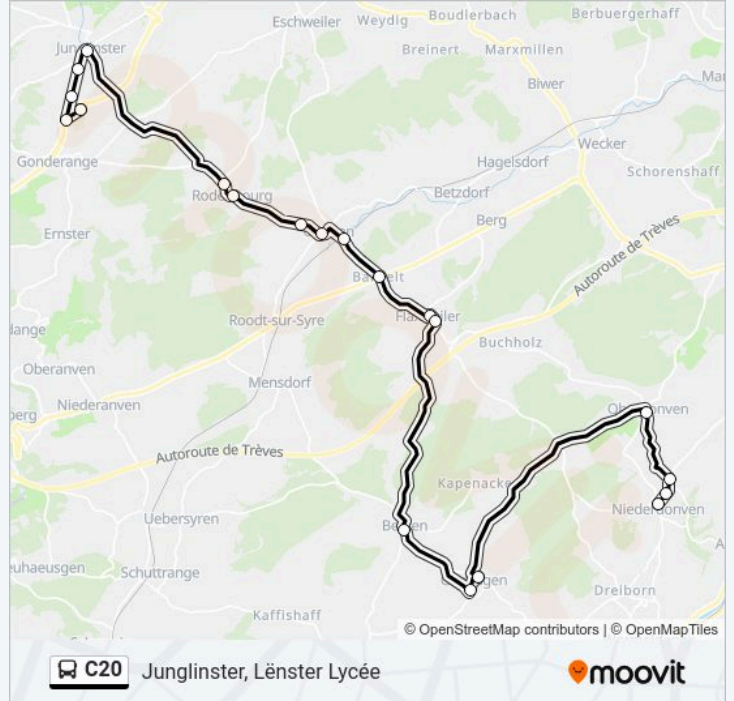 Eschweiler
Weydig
Boudlerbach
Berbuergerhaff
Breinert
Marxmillen
Biwer
Wecker
Gonderange
Hagelsdorf
Schorenshaff
Betzdorf
Berg
Ernster
Autoroute de Trèves
Roodt-sur-Syre
Buchholz
Oberanven
Mensdorf
Niederanven
Autoroute de Trèves
Uebersyren
Schuttrange
Dreiborn
Kaffishaff
© OpenStreetMap contributors | © OpenMapTiles
C20 Junglinster, Lënster Lycée
moovit